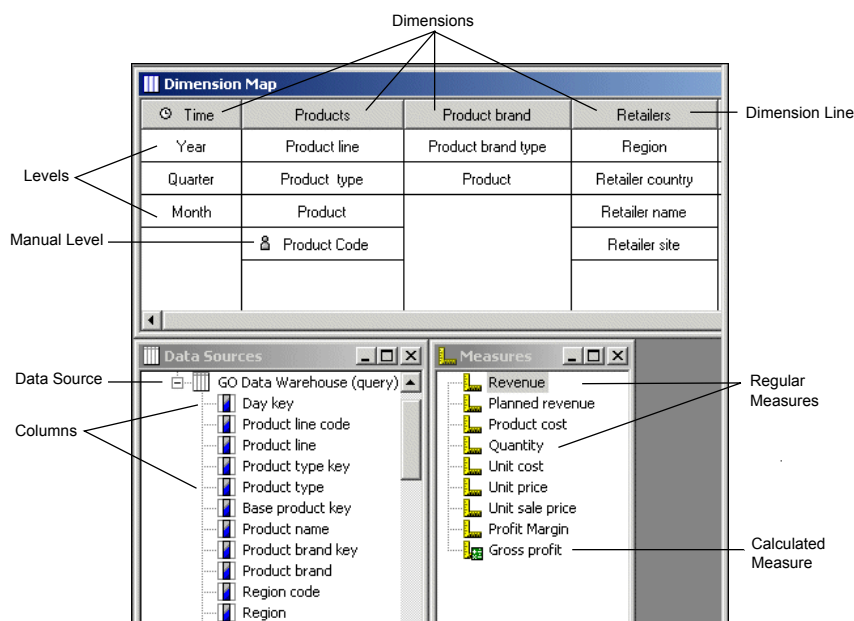 Dimensions
Dimension Map
Time Products Product brand Retailers
Dimension Line
Year Product line Product brand type Region
Levels
Quarter Product type Product Retailer country
Month Product Retailer name
Manual Level
Product Code Retailer site
Data Sources
Measures
Data Source
GO Data Warehouse (query)
Columns
Day key
Product line code
Product line
Product type key
Product type
Base product key
Product name
Product brand key
Product brand
Region code
Region
Revenue
Planned revenue
Product cost
Quantity
Unit cost
Unit price
Unit sale price
Profit Margin
Gross profit
Regular
Measures
Calculated
Measure